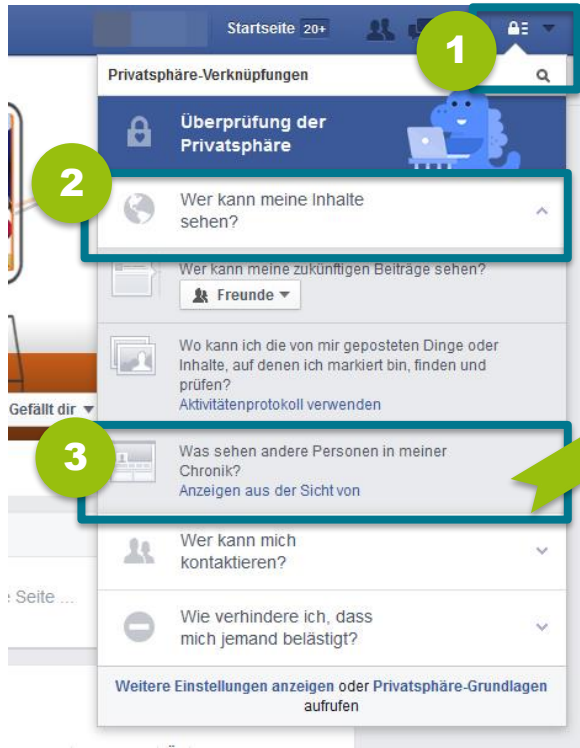 Startseite 20+
1
Privatsphäre-Verknüpfungen
Überprüfung der
Privatsphäre
2
Wer kann meine Inhalte
sehen?
Wer kann meine zukünftigen Beiträge sehen?
Freunde
Wo kann ich die von mir geposteten Dinge oder
Inhalte, auf denen ich markiert bin, finden und
prüfen?
Aktivitätenprotokoll verwenden
Gefällt dir
3
Was sehen andere Personen in meiner
Chronik?
Anzeigen aus der Sicht von
Wer kann mich
kontaktieren?
Seite ...
Wie verhindere ich, dass
mich jemand belästigt?
Weitere Einstellungen anzeigen oder Privatsphäre-Grundlagen
aufrufen